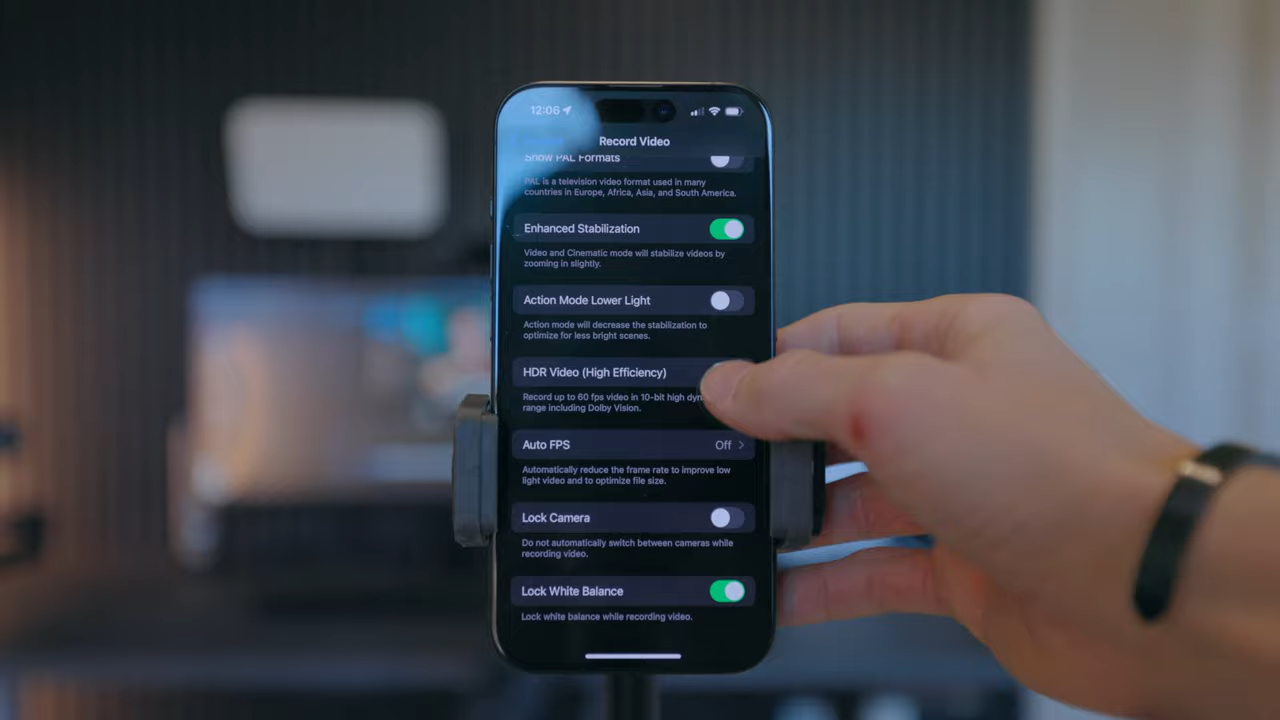 12:06
Record Video
Show PAL Formats
PAL is a television video format used in many
countries in Europe, Africa, Asia, and South America.
Enhanced Stabilization
Video and Cinematic mode will stabilize videos by
zooming in slightly.
Action Mode Lower Light
Action mode will decrease the stabilization to
optimize for less bright scenes.
HDR Video (High Efficiency)
Record up to 60 fps video in 10-bit high dyn
range including Dolby Vision.
Auto FPS Off
Automatically reduce the frame rate to improve low
light video and to optimize file size.
Lock Camera
Do not automatically switch between cameras while
recording video.
Lock White Balance
Lock white balance while recording video.